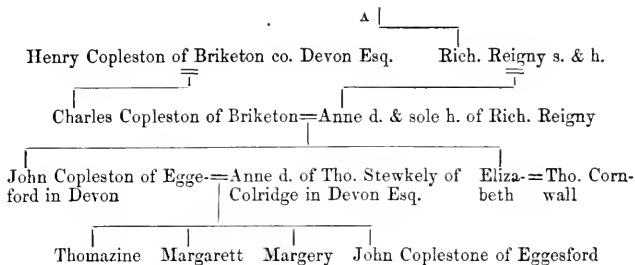 A
Henry Copleston of Briketon co. Devon Esq. Rich. Reigny s. & h.
Charles Copleston of Briketon=Anne d. & sole h. of Rich. Reigny
John Copleston of Egge-=Anne d. of Tho. Stewkely of Eliza-=Tho. Corn-
ford in Devon Colridge in Devon Esq. beth wall
Thomazine Margarett Margery John Coplestone of Eggesford